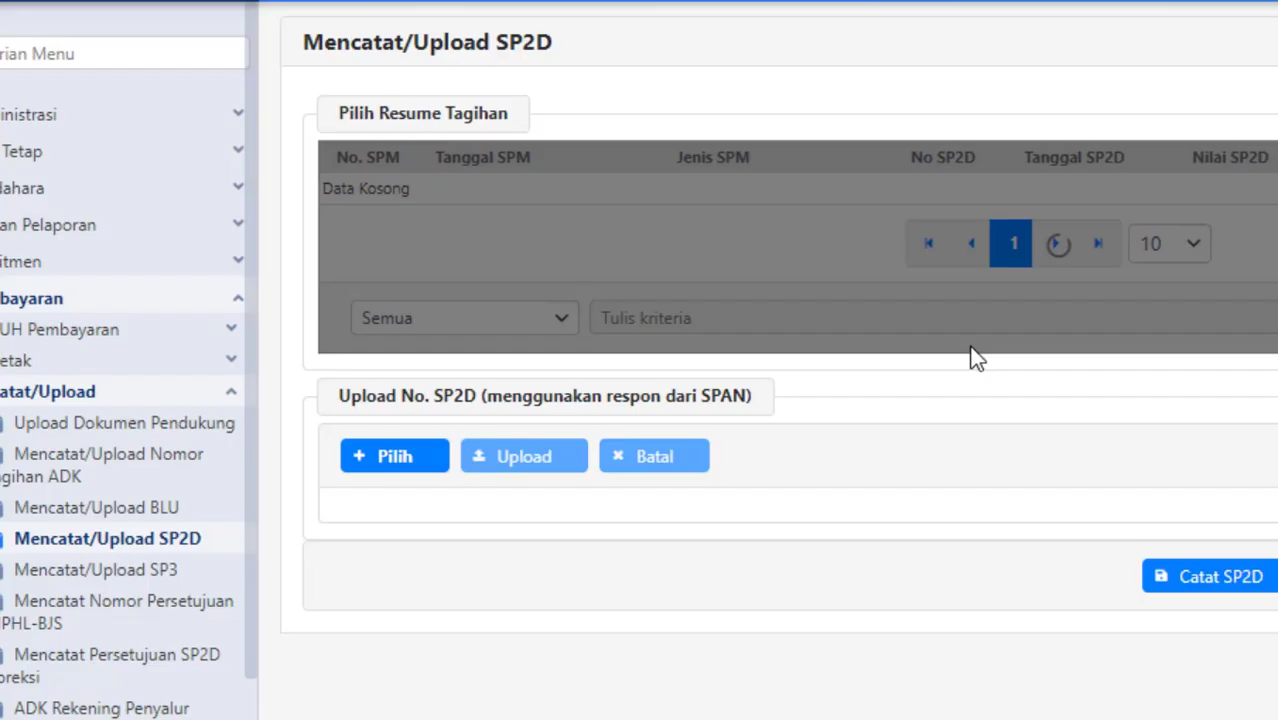 rian Menu
inistrasi
Tetap
dahara
an Pelaporan
itmen
bayaran
UH Pembayaran
etak
atat/Upload
Upload Dokumen Pendukung
Mencatat/Upload Nomor
gihan ADK
Mencatat/Upload BLU
Mencatat/Upload SP2D
Mencatat/Upload SP3
Mencatat Nomor Persetujuan
PHL-BJS
Mencatat Persetujuan SP2D
oreksi
ADK Rekening Penyalur
Mencatat/Upload SP2D
Pilih Resume Tagihan
No. SPM Tanggal SPM Jenis SPM No SP2D Tanggal SP2D Nilai SP2D
Data Kosong
1 10
Semua Tulis kriteria
Upload No. SP2D (menggunakan respon dari SPAN)
Pilih Upload Batal
Catat SP2D